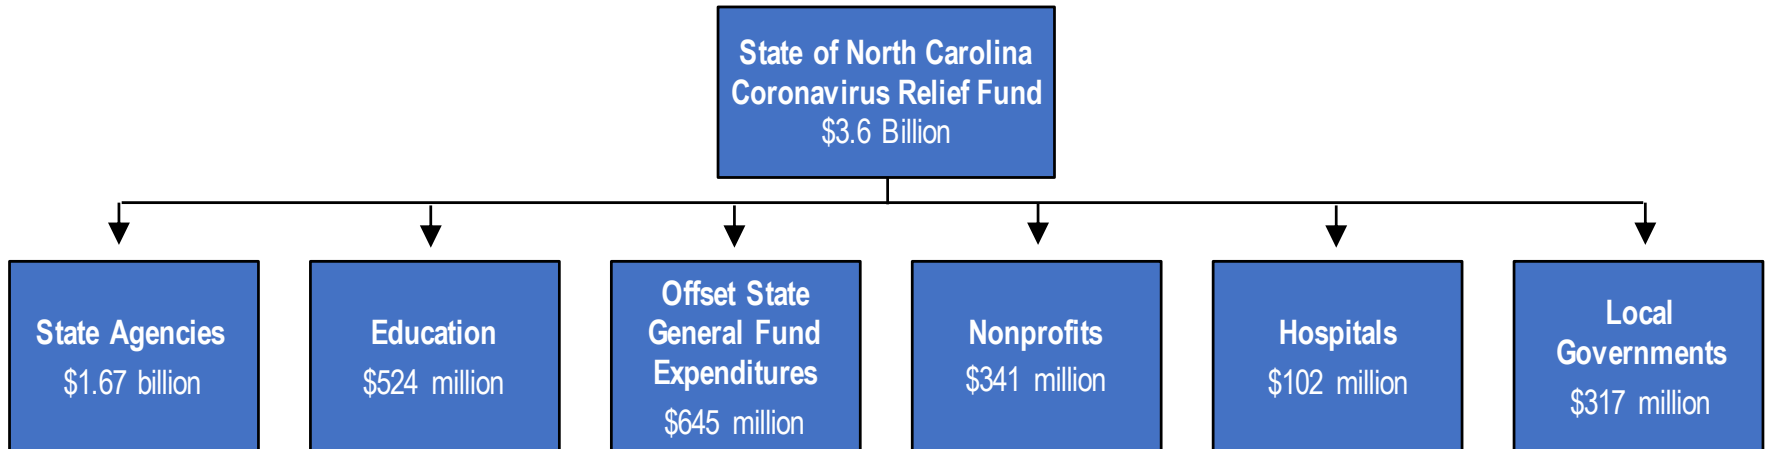 State of North Carolina
Coronavirus Relief Fund
$3.6 Billion
State Agencies
$1.67 billion
Education
$524 million
Offset State
General Fund
Expenditures
$645 million
Nonprofits
$341 million
Hospitals
$102 million
Local
Governments
$317 million